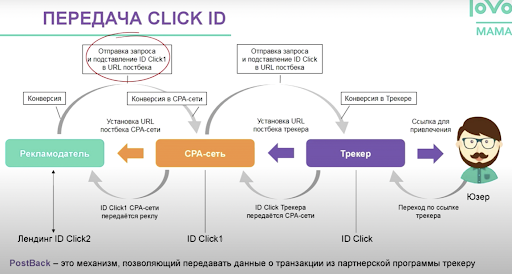 ПЕРЕДАЧА CLICK ID
LOVO
МАМА
Отправка запроса
и подставление ID Click1
в URL постбека
Отправка запроса
и подставление ID Click
в URL постбека
Конверсия
Конверсия в CPA-сети
Конверсия в Трекере
Установка URL
постбека CPA-сети
Установка URL
постбека трекера
Ссылка для
привлечения
Рекламодатель
CPA-сеть
Трекер
Юзер
ID Click1 CPA-сети
передаётся реклу
ID Click Трекера
передаётся CPA-сети
Переход по ссылке
трекера
Лендинг ID Click2
ID Click1
ID Click
PostBack – это механизм, позволяющий передавать данные о транзакции из партнерской программы трекеру